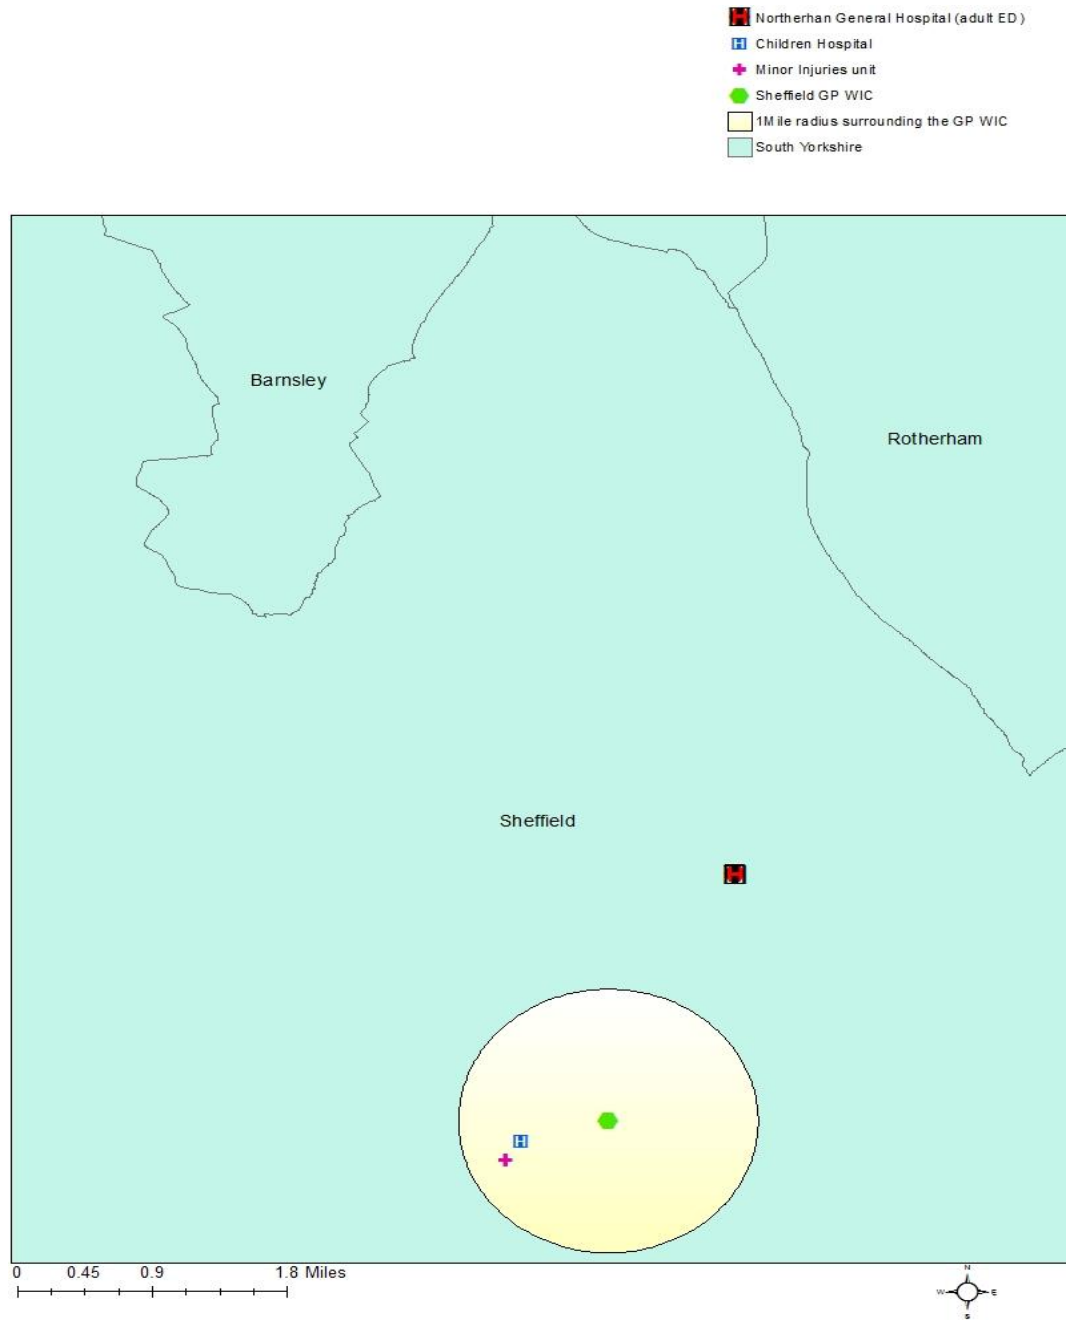 Northerhan General Hospital (adult ED)
Children Hospital
Minor Injuries unit
Sheffield GP WIC
1Mile radius surrounding the GP WIC
South Yorkshire
Barnsley
Rotherham
Sheffield
H
H
0 0.45 0.9 1.8 Miles
N
W E
S